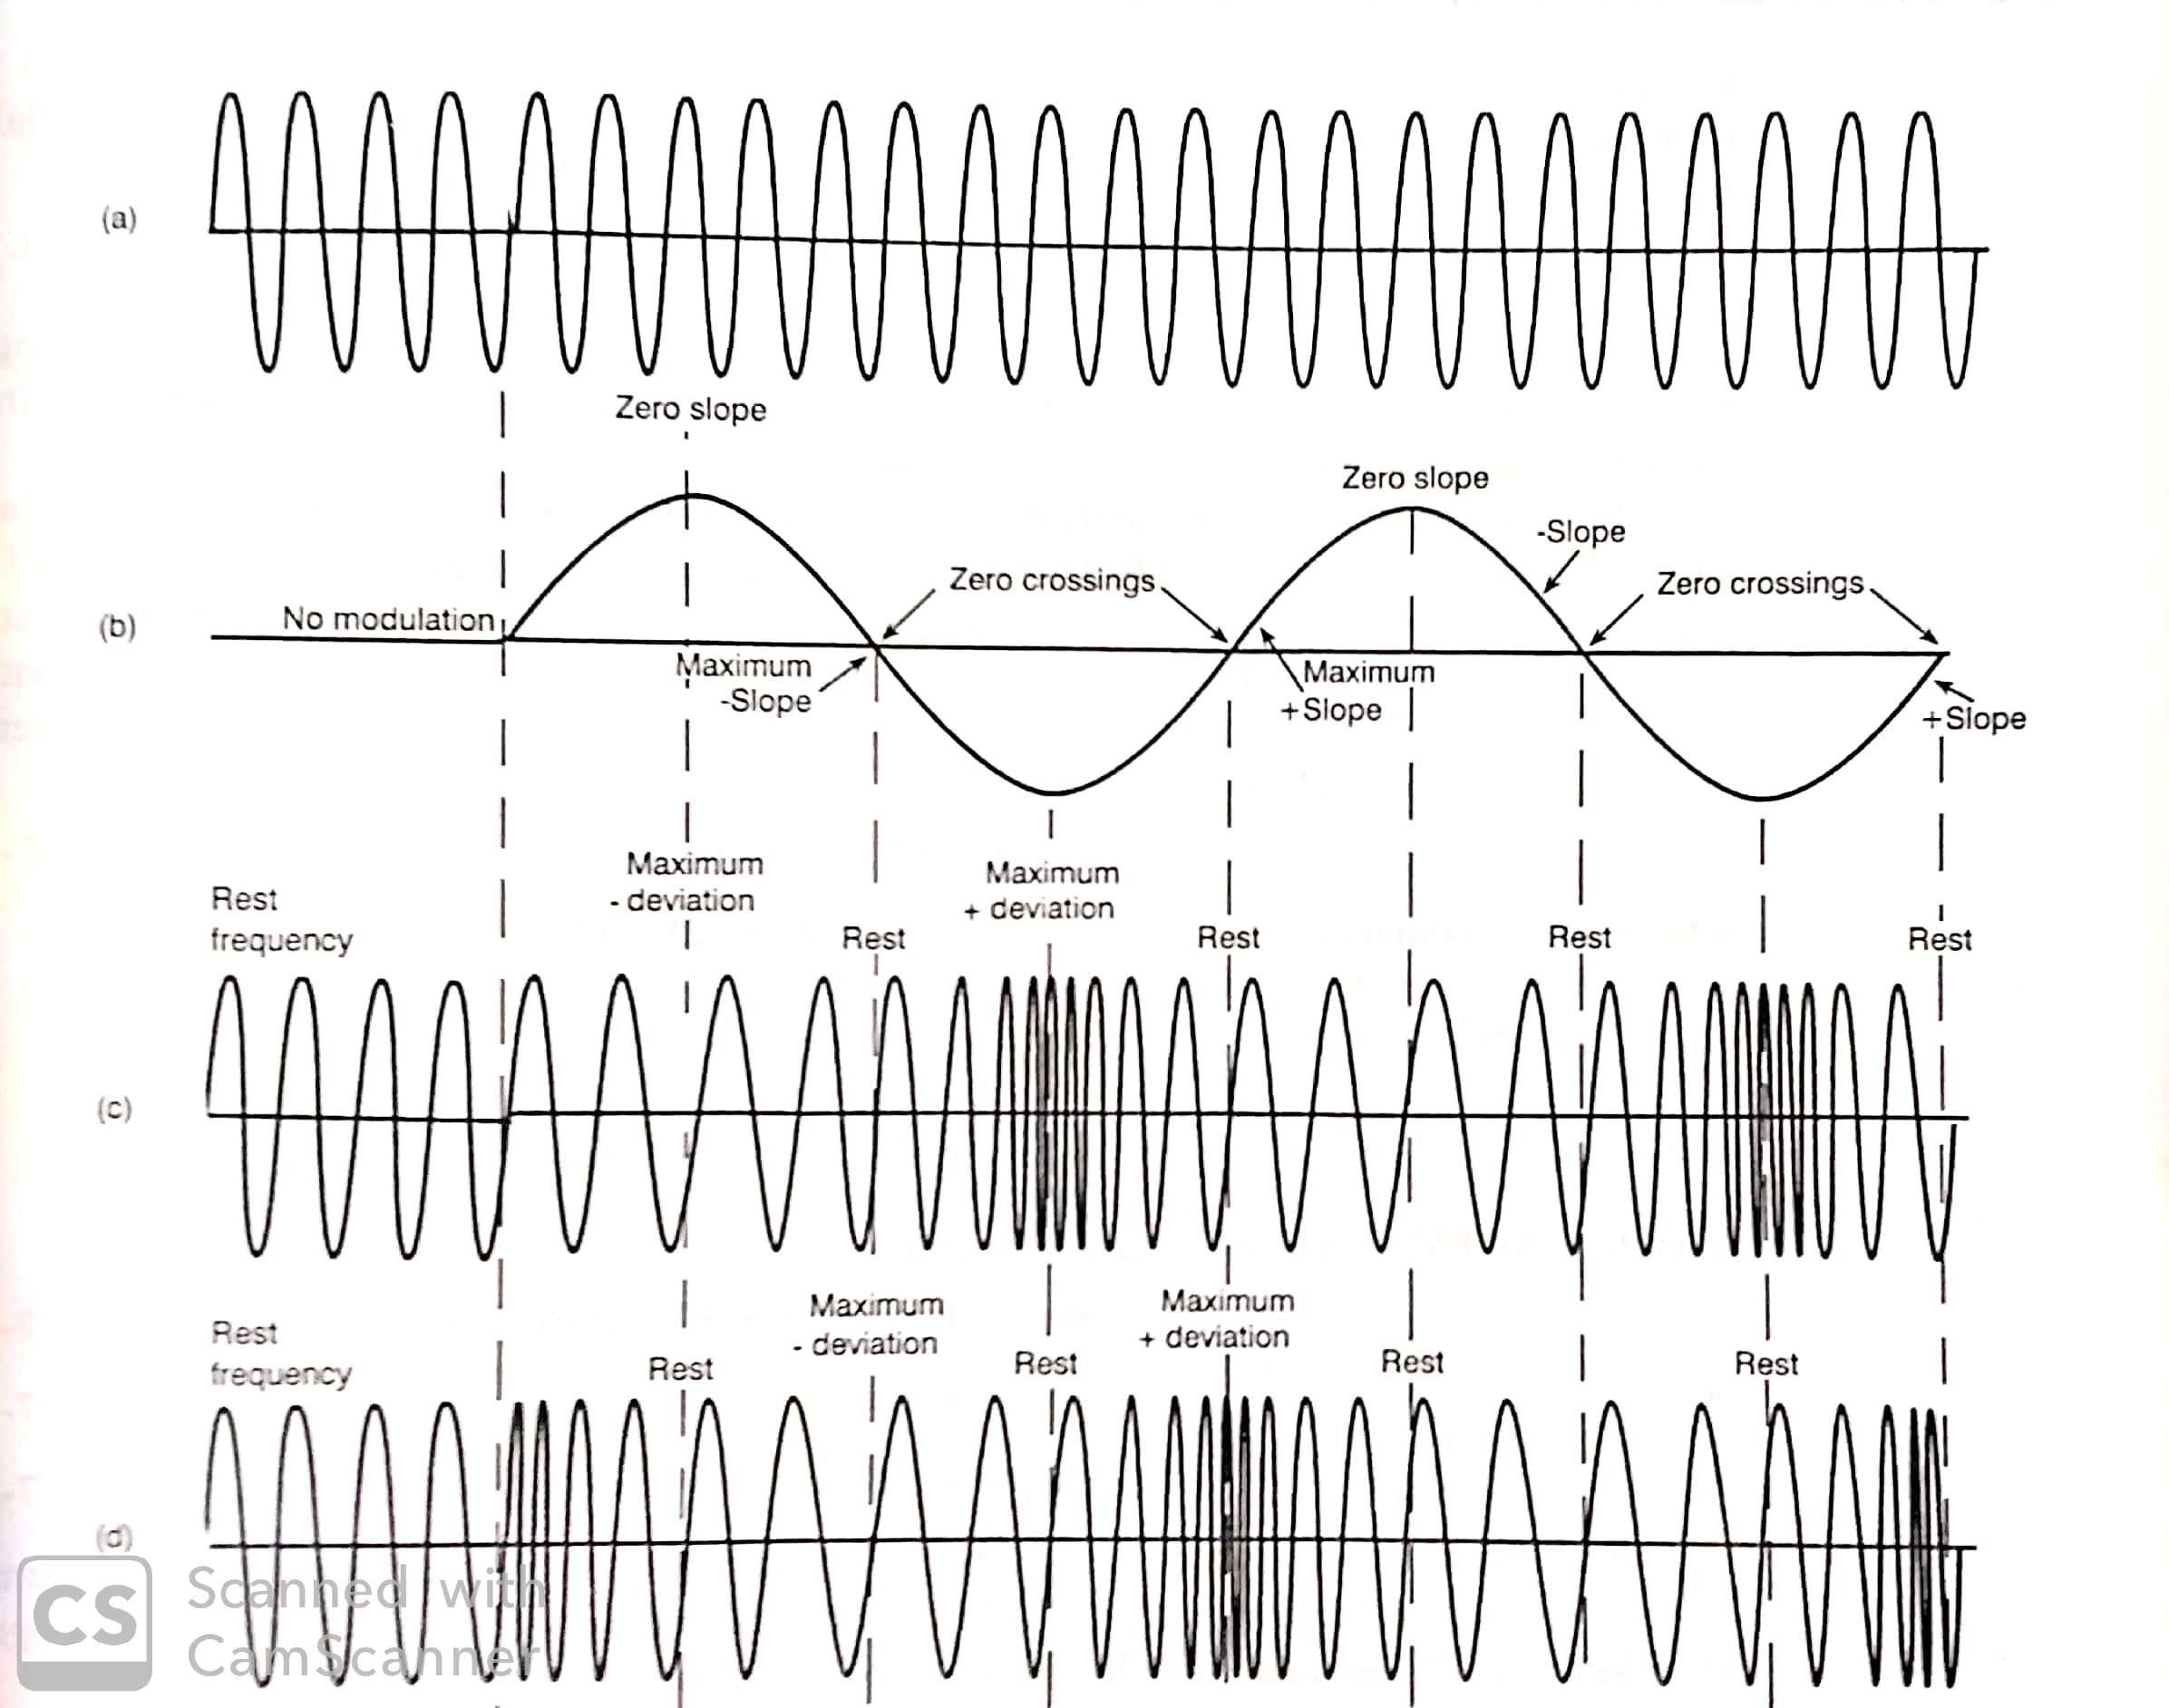 (a)
Zero slope
Zero slope
-Slope
Zero crossings
Zero crossings
(b)
No modulation
Maximum
-Slope
Maximum
+Slope
+Slope
Maximum
- deviation
Maximum
+ deviation
Rest
frequency
Rest
Rest
Rest
Rest
(c)
Maximum
- deviation
Maximum
+ deviation
Rest
frequency
Rest
Rest
Rest
Rest
(d)
CS
Scanned with
CamScanner